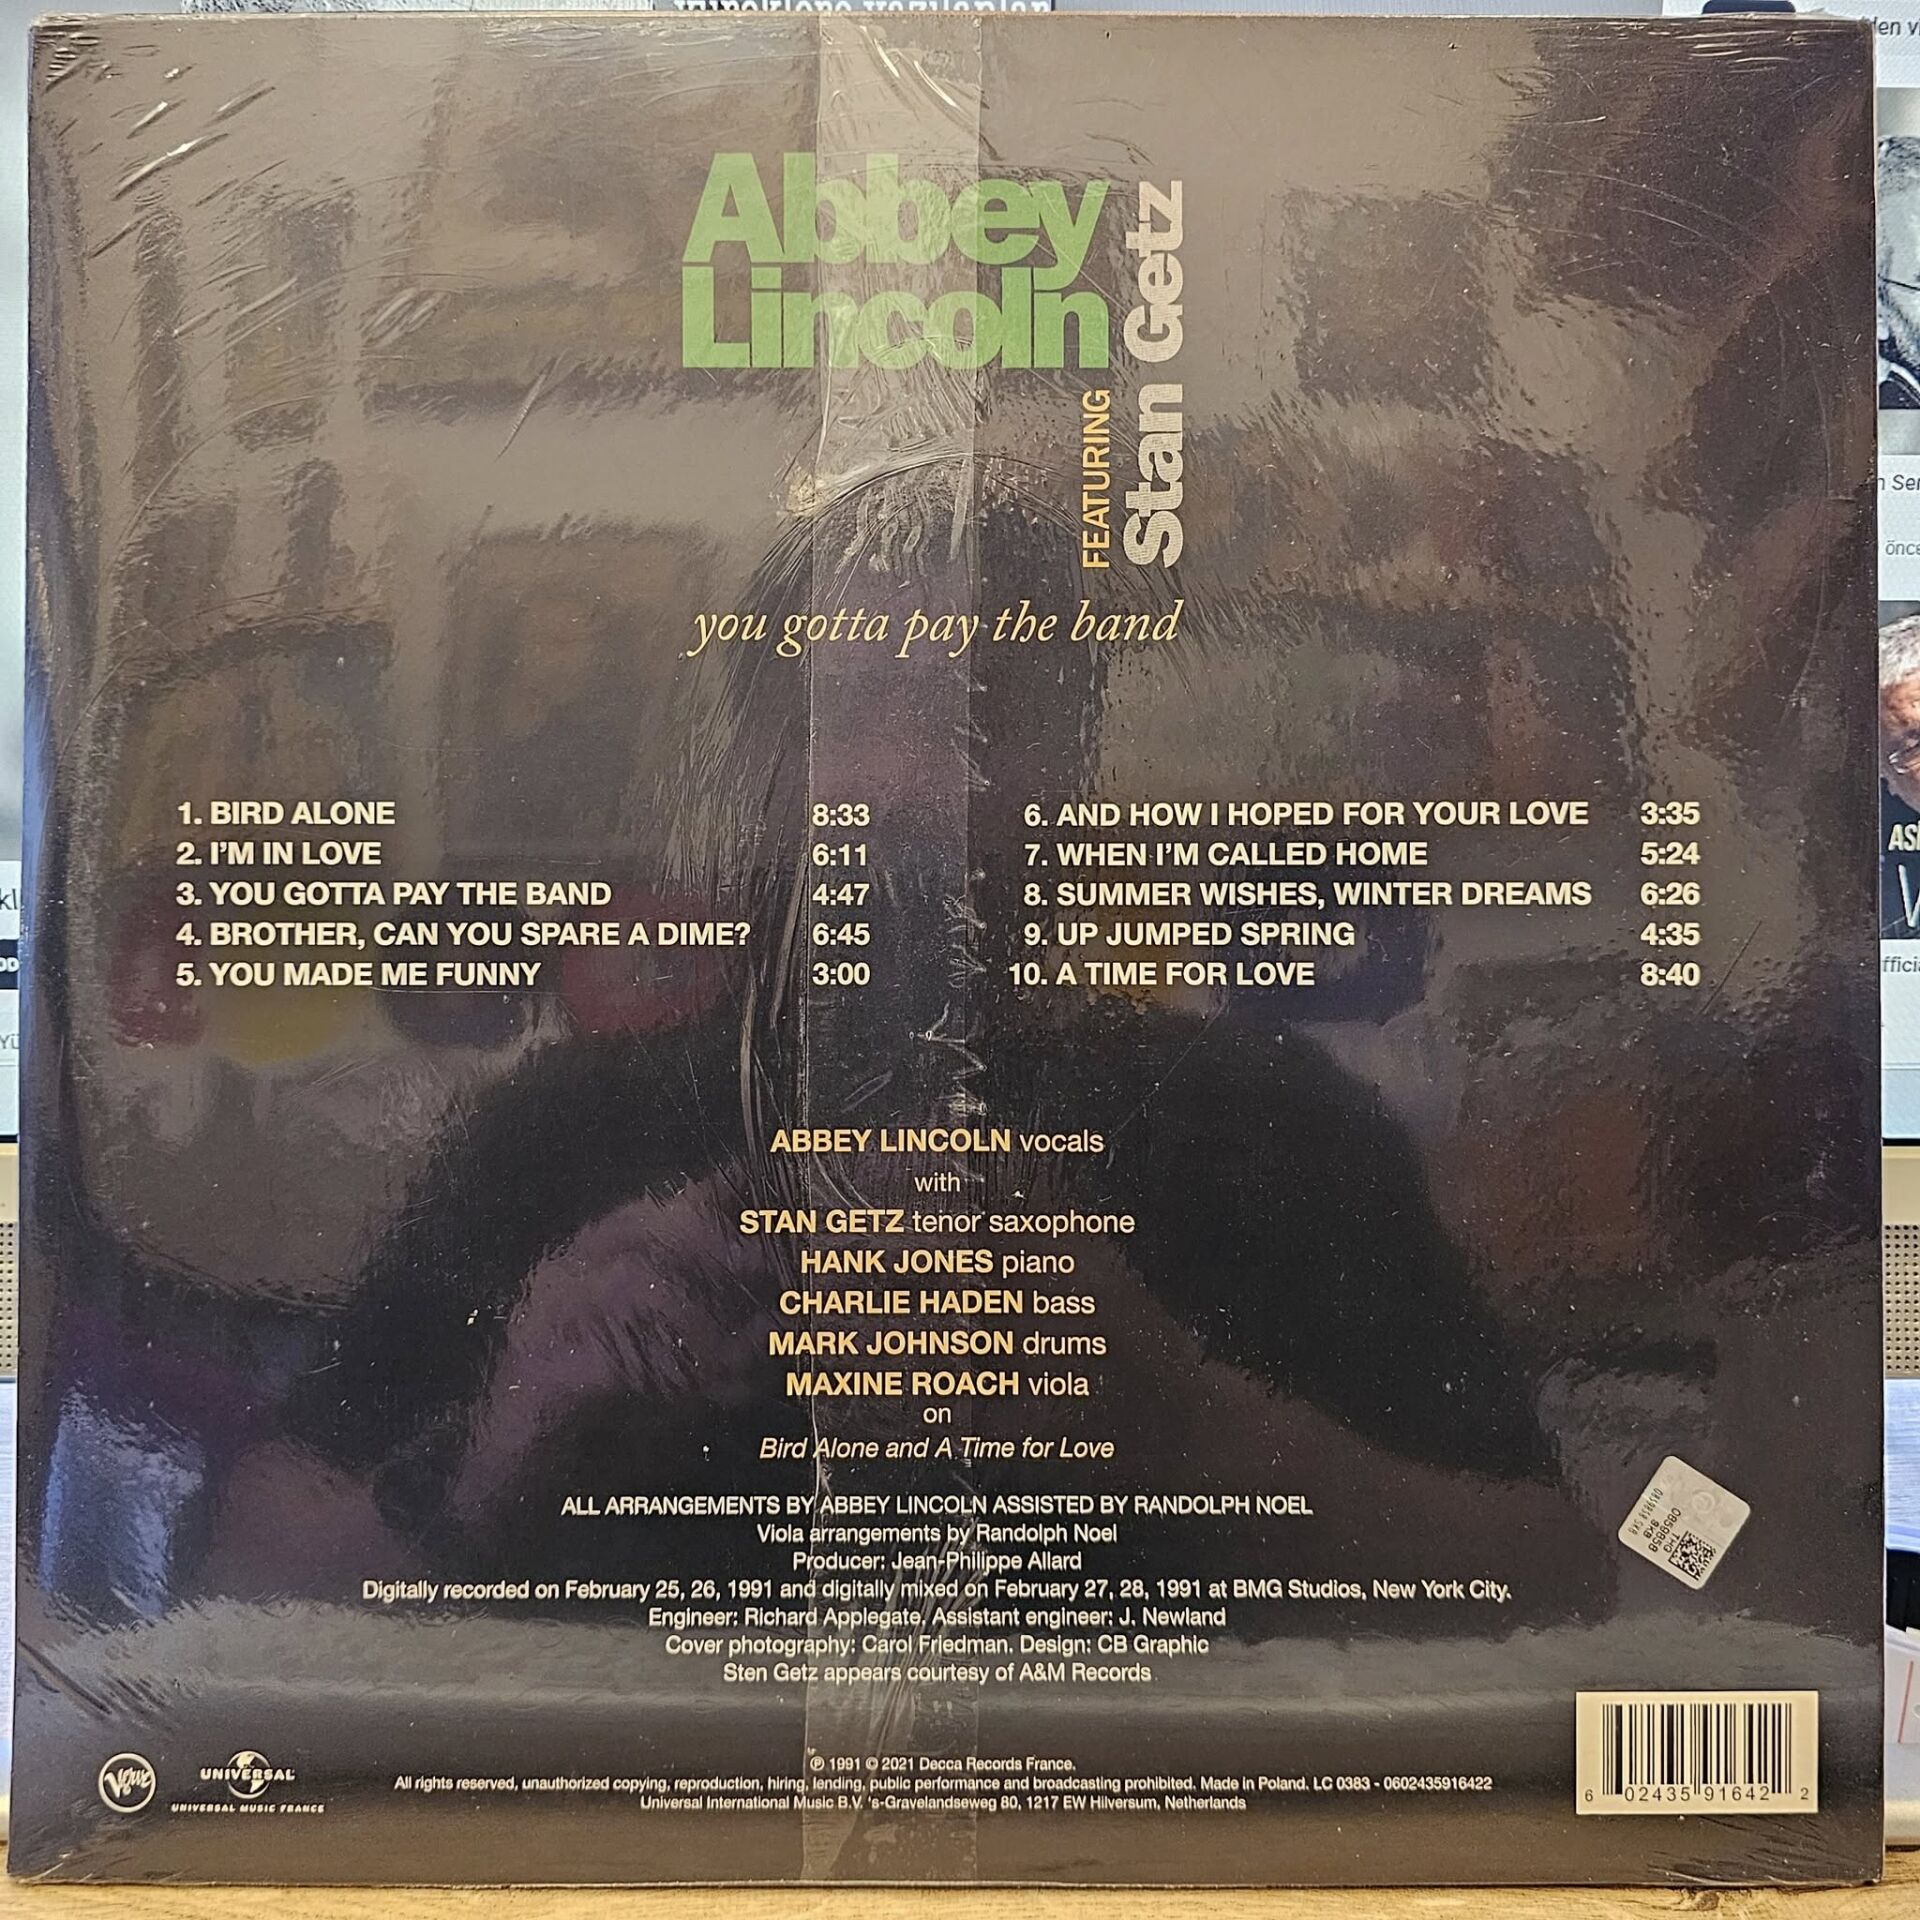 Abbey
Lincoln
FEATURING
Stan Getz
you gotta pay the band
1. BIRD ALONE 8:33
2. I'M IN LOVE 6:11
3. YOU GOTTA PAY THE BAND 4:47
4. BROTHER, CAN YOU SPARE A DIME? 6:45
5. YOU MADE ME FUNNY 3:00
6. AND HOW I HOPED FOR YOUR LOVE 3:35
7. WHEN I'M CALLED HOME 5:24
8. SUMMER WISHES, WINTER DREAMS 6:26
9. UP JUMPED SPRING 4:35
10. A TIME FOR LOVE 8:40
ABBEY LINCOLN vocals
with
STAN GETZ tenor saxophone
HANK JONES piano
CHARLIE HADEN bass
MARK JOHNSON drums
MAXINE ROACH viola
on
Bird Alone and A Time for Love
ALL ARRANGEMENTS BY ABBEY LINCOLN ASSISTED BY RANDOLPH NOEL
Viola arrangements by Randolph Noel
Producer: Jean-Philippe Allard
Digitally recorded on February 25, 26, 1991 and digitally mixed on February 27, 28, 1991 at BMG Studios, New York City.
Engineer: Richard Applegate. Assistant engineer: J. Newland
Cover photography: Carol Friedman. Design: CB Graphic
Sten Getz appears courtesy of A&M Records
Verve
UNIVERSAL
UNIVERSAL MUSIC FRANCE
℗ 1991 © 2021 Decca Records France.
All rights reserved, unauthorized copying, reproduction, hiring, lending, public performance and broadcasting prohibited. Made in Poland. LC 0383 - 0602435916422
Universal International Music B.V. 's-Gravelandseweg 80, 1217 EW Hilversum, Netherlands
6 02435 91642 2
0859858
önce